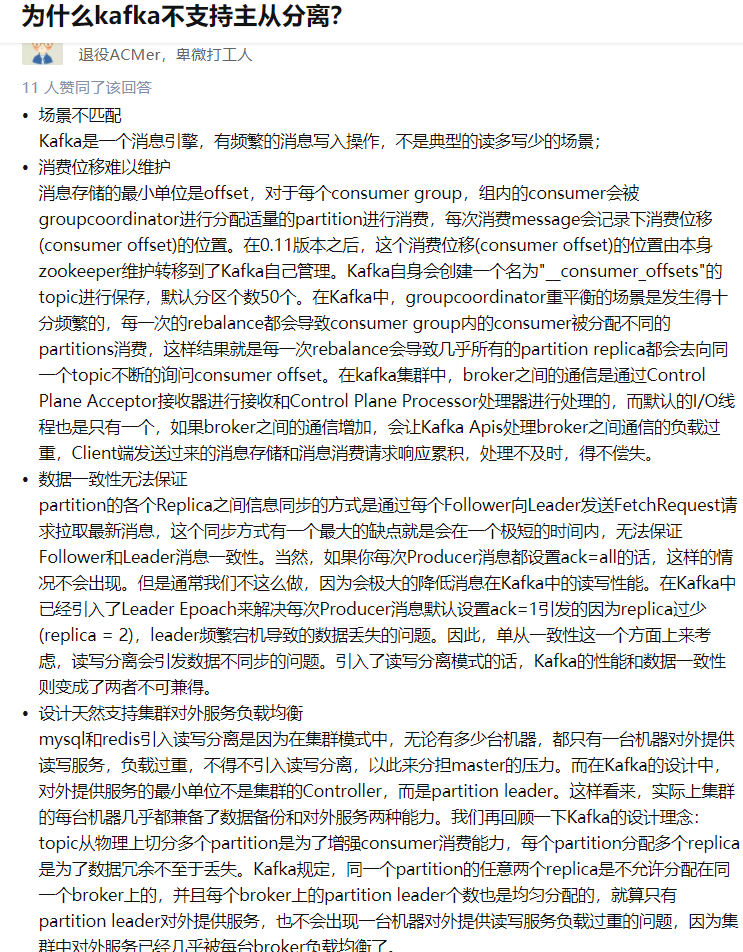 为什么kafka不支持主从分离？
退役ACMer，卑微打工人
11 人赞同了该回答
• 场景不匹配
Kafka是一个消息引擎，有频繁的消息写入操作，不是典型的读多写少的场景；
• 消费位移难以维护
消息存储的最小单位是offset，对于每个consumer group，组内的consumer会被
groupcoordinator进行分配适量的partition进行消费，每次消费message会记录下消费位移
(consumer offset)的位置。在0.11版本之后，这个消费位移(consumer offset)的位置由本身
zookeeper维护转移到了Kafka自己管理。Kafka自身会创建一个名为"__consumer_offsets"的
topic进行保存，默认分区个数50个。在Kafka中，groupcoordinator重平衡的场景是发生得十
分频繁的，每一次的rebalance都会导致consumer group内的consumer被分配不同的
partitions消费，这样结果就是每一次rebalance会导致几乎所有的partition replica都会去向同
一个topic不断的询问consumer offset。在kafka集群中，broker之间的通信是通过Control
Plane Acceptor接收器进行接收和Control Plane Processor处理器进行处理的，而默认的I/O线
程也是只有一个，如果broker之间的通信增加，会让Kafka Apis处理broker之间通信的负载过
重，Client端发送过来的消息存储和消息消费请求响应累积，处理不及时，得不偿失。
• 数据一致性无法保证
partition的各个Replica之间信息同步的方式是通过每个Follower向Leader发送FetchRequest请
求拉取最新消息，这个同步方式有一个最大的缺点就是会在一个极短的时间内，无法保证
Follower和Leader消息一致性。当然，如果你每次Producer消息都设置ack=all的话，这样的情
况不会出现。但是通常我们不这么做，因为会极大的降低消息在Kafka中的读写性能。在Kafka中
已经引入了Leader Epoach来解决每次Producer消息默认设置ack=1引发的因为replica过少
(replica = 2)，leader频繁宕机导致的数据丢失的问题。因此，单从一致性这一个方面上来考
虑，读写分离会引发数据不同步的问题。引入了读写分离模式的话，Kafka的性能和数据一致性
则变成了两者不可兼得。
• 设计天然支持集群对外服务负载均衡
mysql和redis引入读写分离是因为在集群模式中，无论有多少台机器，都只有一台机器对外提供
读写服务，负载过重，不得不引入读写分离，以此来分担master的压力。而在Kafka的设计中，
对外提供服务的最小单位不是集群的Controller，而是partition leader。这样看来，实际上集群
的每台机器几乎都兼备了数据备份和对外服务两种能力。我们再回顾一下Kafka的设计理念：
topic从物理上切分多个partition是为了增强consumer消费能力，每个partition分配多个replica
是为了数据冗余不至于丢失。Kafka规定，同一个partition的任意两个replica是不允许分配在同
一个broker上的，并且每个broker上的partition leader个数也是均匀分配的，就算只有
partition leader对外提供服务，也不会出现一台机器对外提供读写服务负载过重的问题，因为集
群中对外服务已经几乎被每台broker负载均衡了。